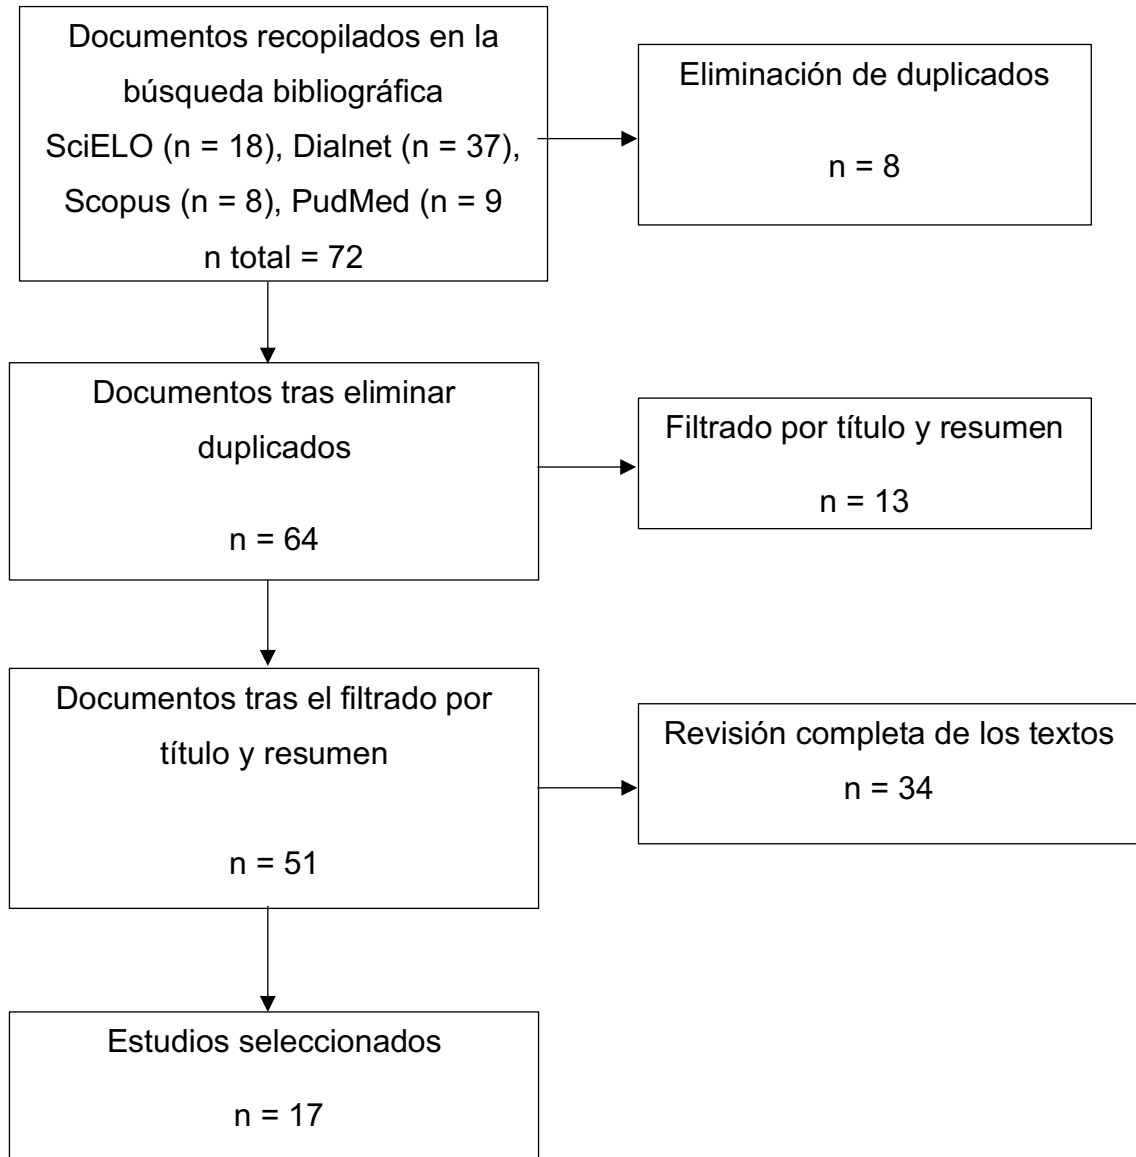 Documentos recopilados en la
búsqueda bibliográfica
SciELO (n = 18), Dialnet (n = 37),
Scopus (n = 8), PudMed (n = 9
n total = 72
Eliminación de duplicados
n = 8
Documentos tras eliminar
duplicados
n = 64
Filtrado por título y resumen
n = 13
Documentos tras el filtrado por
título y resumen
n = 51
Revisión completa de los textos
n = 34
Estudios seleccionados
n = 17